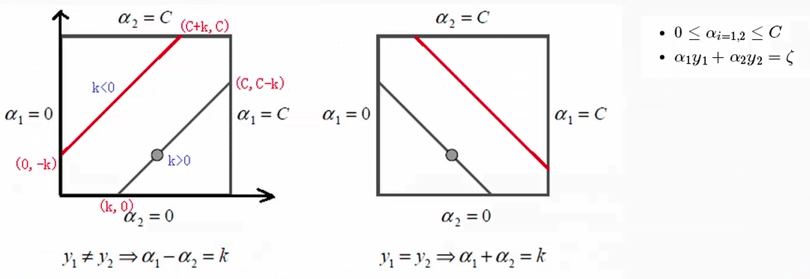 α₂ = C
(C+k, C)
k<0
(C, C-k)
α₁ = 0
α₁ = C
(0, -k)
k>0
(k, 0)
α₂ = 0
y₁ ≠ y₂ ⇒ α₁ − α₂ = k
α₂ = C
α₁ = 0
α₁ = C
α₂ = 0
y₁ = y₂ ⇒ α₁ + α₂ = k
• 0 ≤ αᵢ₌₁,₂ ≤ C
• α₁y₁ + α₂y₂ = ζ